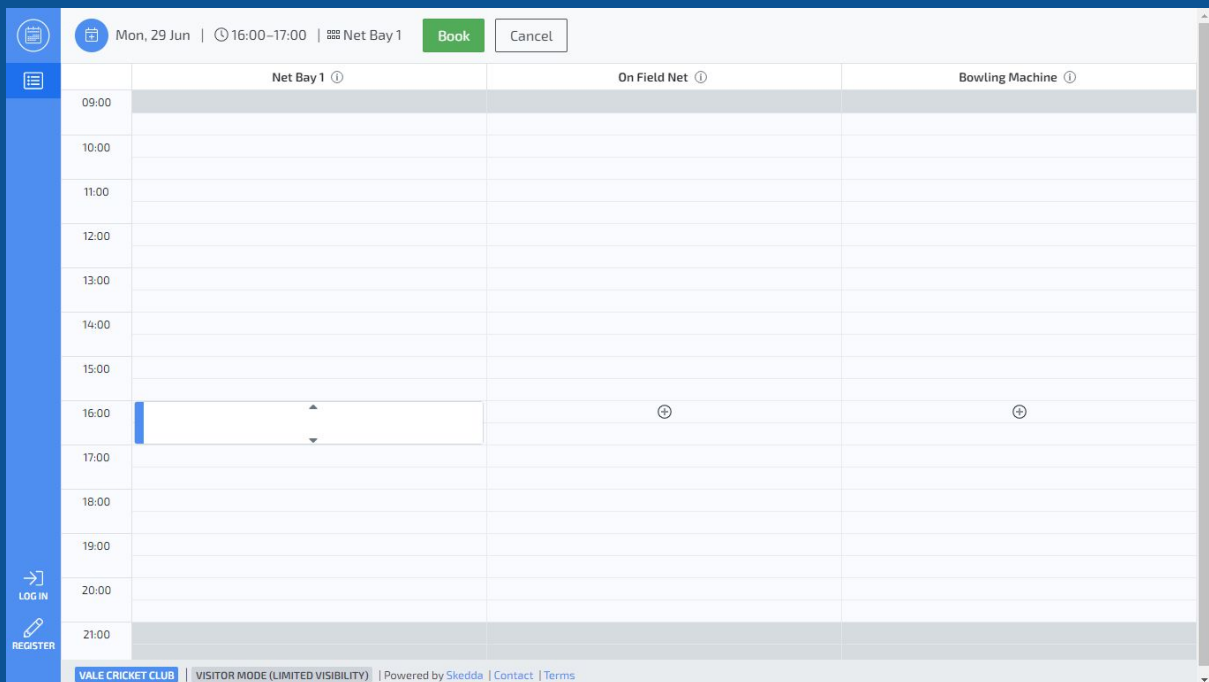 Mon, 29 Jun | 16:00–17:00 | Net Bay 1 Book Cancel
Net Bay 1 On Field Net Bowling Machine
09:00
10:00
11:00
12:00
13:00
14:00
15:00
16:00
17:00
18:00
19:00
20:00
21:00
LOG IN
REGISTER
VALE CRICKET CLUB | VISITOR MODE (LIMITED VISIBILITY) | Powered by Skedda | Contact | Terms